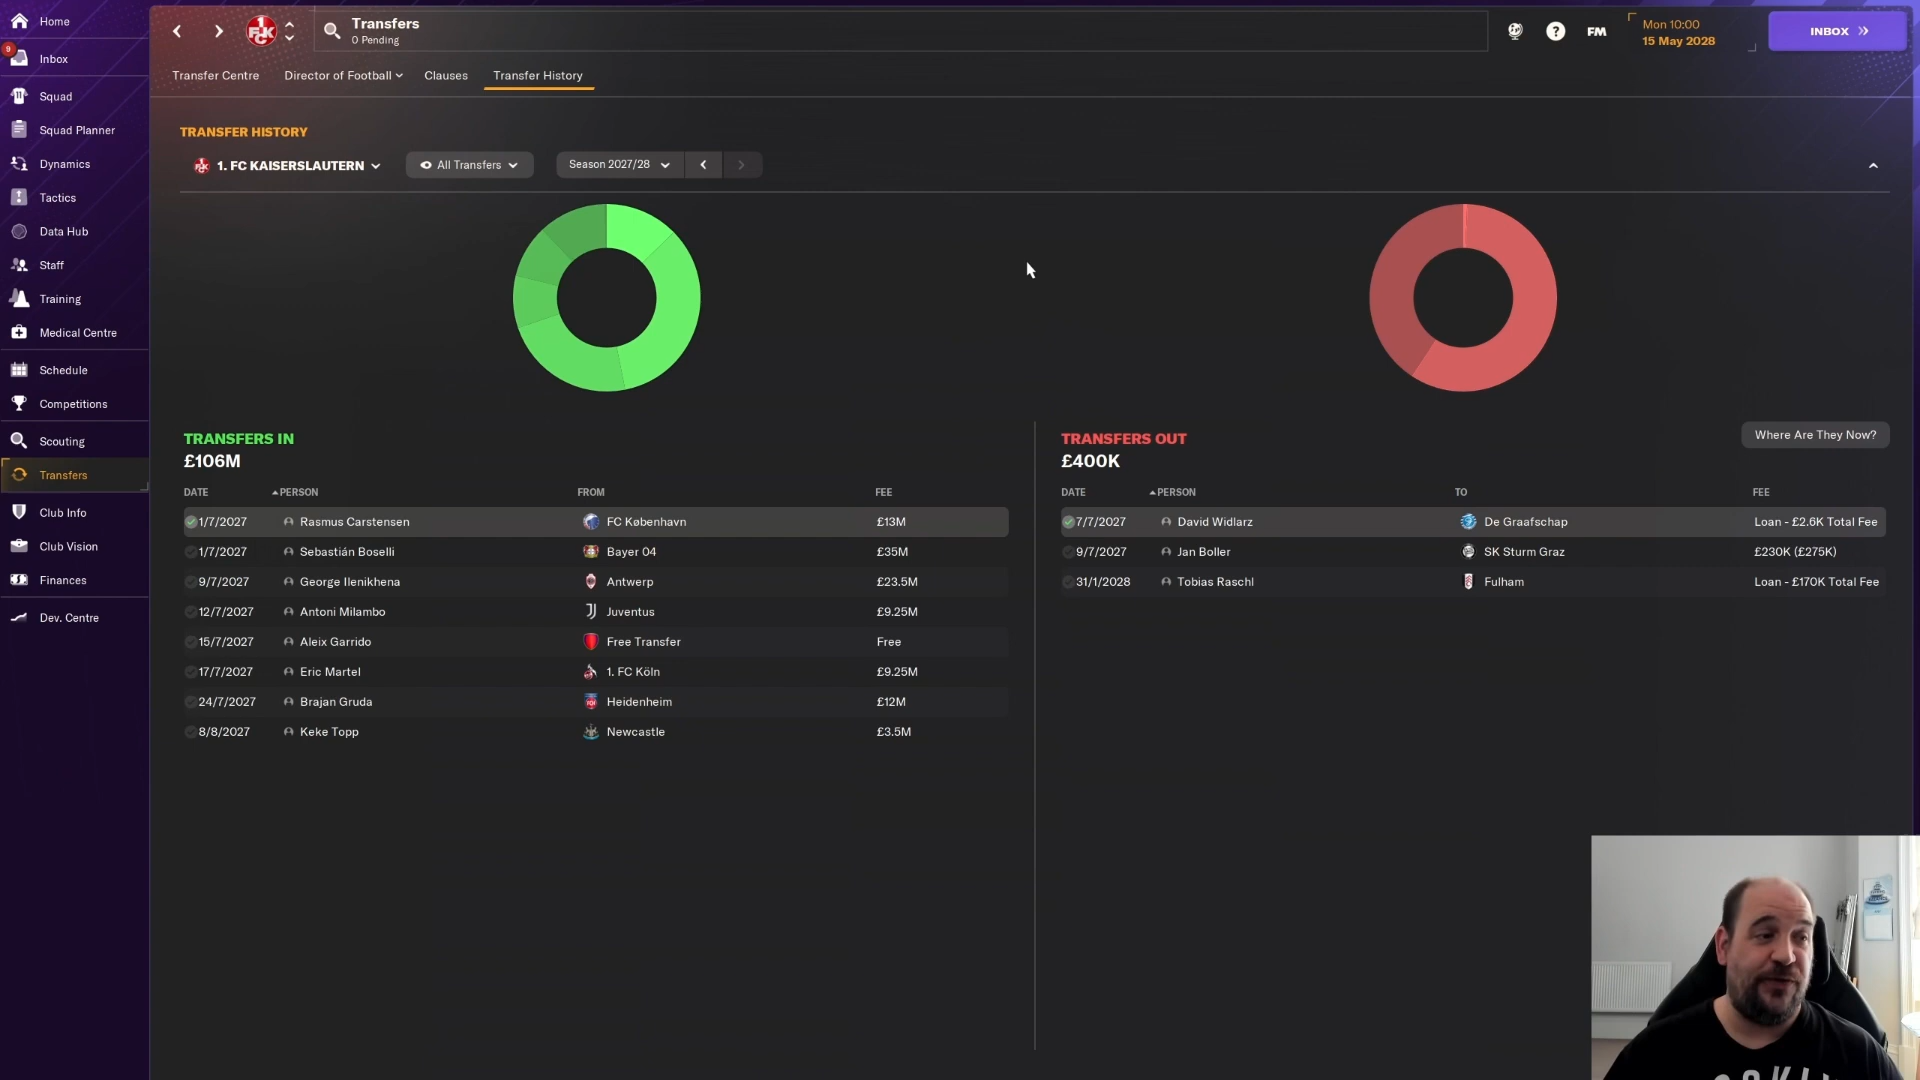 Home
9
Inbox
Squad
Squad Planner
Dynamics
Tactics
Data Hub
Staff
Training
Medical Centre
Schedule
Competitions
Scouting
Transfers
Club Info
Club Vision
Finances
Dev. Centre
Transfers
0 Pending
FM
Mon 10:00
15 May 2028
INBOX
Transfer Centre Director of Football Clauses Transfer History
TRANSFER HISTORY
1. FC KAISERSLAUTERN All Transfers Season 2027/28
TRANSFERS IN
£106M
DATE PERSON FROM FEE
1/7/2027 Rasmus Carstensen FC København £13M
1/7/2027 Sebastián Boselli Bayer 04 £35M
9/7/2027 George Ilenikhena Antwerp £23.5M
12/7/2027 Antoni Milambo Juventus £9.25M
15/7/2027 Aleix Garrido Free Transfer Free
17/7/2027 Eric Martel 1. FC Köln £9.25M
24/7/2027 Brajan Gruda Heidenheim £12M
8/8/2027 Keke Topp Newcastle £3.5M
TRANSFERS OUT
£400K
Where Are They Now?
DATE PERSON TO FEE
7/7/2027 David Widlarz De Graafschap Loan - £2.6K Total Fee
9/7/2027 Jan Boller SK Sturm Graz £230K (£275K)
31/1/2028 Tobias Raschl Fulham Loan - £170K Total Fee